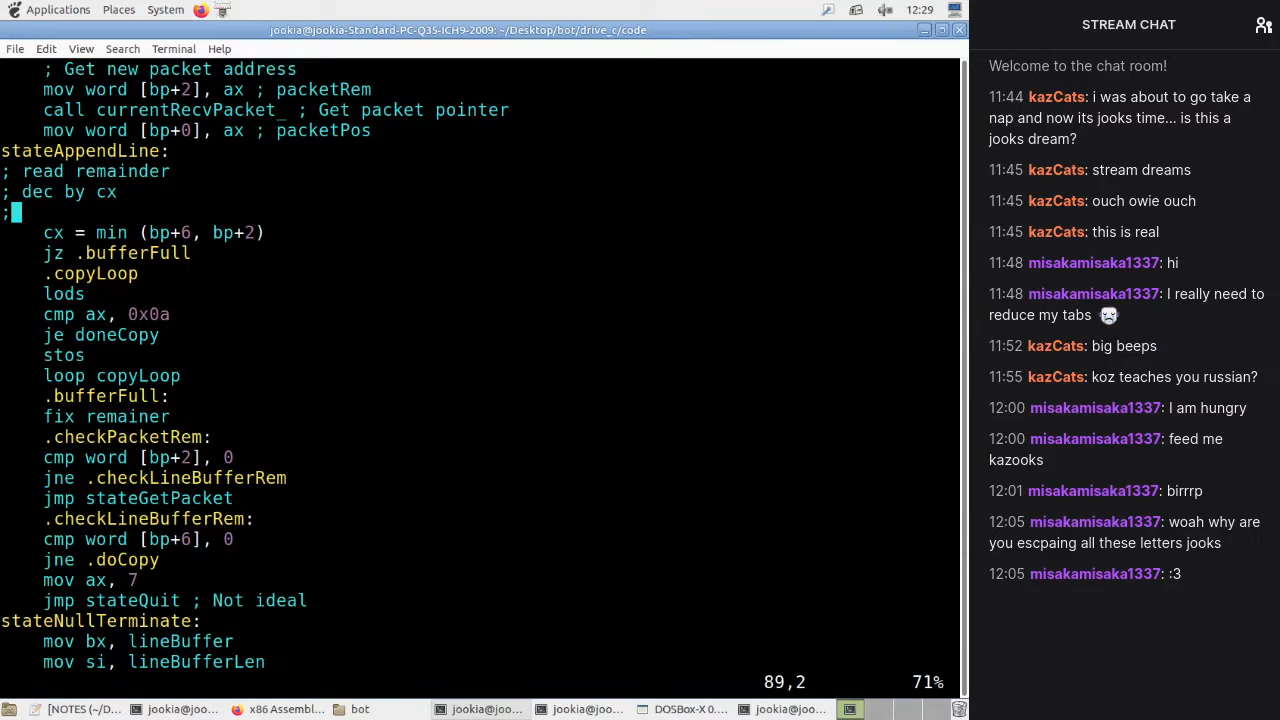 Applications Places System 12:29
jookia@jookia-Standard-PC-Q35-ICH9-2009: ~/Desktop/bot/drive_c/code
File Edit View Search Terminal Help
; Get new packet address
mov word [bp+2], ax ; packetRem
call currentRecvPacket_ ; Get packet pointer
mov word [bp+0], ax ; packetPos
stateAppendLine:
; read remainder
; dec by cx
;
cx = min (bp+6, bp+2)
jz .bufferFull
.copyLoop
lods
cmp ax, 0x0a
je doneCopy
stos
loop copyLoop
.bufferFull:
fix remainer
.checkPacketRem:
cmp word [bp+2], 0
jne .checkLineBufferRem
jmp stateGetPacket
.checkLineBufferRem:
cmp word [bp+6], 0
jne .doCopy
mov ax, 7
jmp stateQuit ; Not ideal
stateNullTerminate:
mov bx, lineBuffer
mov si, lineBufferLen
89,2 71%
[NOTES (~/D... jookia@joo... x86 Assembl... bot jookia@joo... jookia@joo... DOSBox-X 0.... jookia@joo...
STREAM CHAT
Welcome to the chat room!
11:44 kazCats: i was about to go take a
nap and now its jooks time... is this a
jooks dream?
11:45 kazCats: stream dreams
11:45 kazCats: ouch owie ouch
11:45 kazCats: this is real
11:48 misakamisaka1337: hi
11:48 misakamisaka1337: I really need to
reduce my tabs
11:52 kazCats: big beeps
11:55 kazCats: koz teaches you russian?
12:00 misakamisaka1337: I am hungry
12:00 misakamisaka1337: feed me
kazooks
12:01 misakamisaka1337: birrrp
12:05 misakamisaka1337: woah why are
you escpaing all these letters jooks
12:05 misakamisaka1337: :3